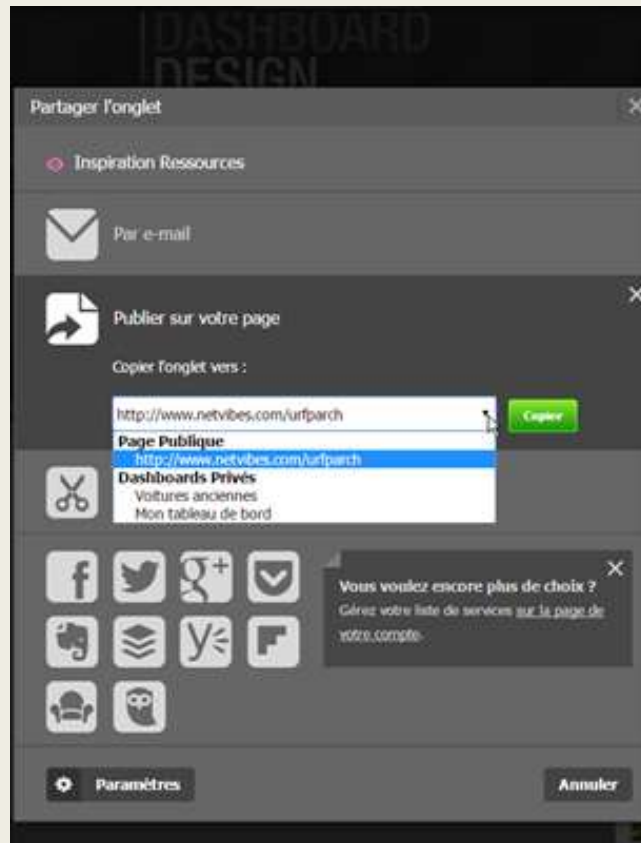 DASHBOARD
DESIGN
Partager l'onglet
Inspiration Ressources
Par e-mail
Publier sur votre page
Copier l'onglet vers :
http://www.netvibes.com/urfparch
Copier
Page Publique
http://www.netvibes.com/urfparch
Dashboards Privés
Voitures anciennes
Mon tableau de bord
Vous voulez encore plus de choix ?
Gérez votre liste de services sur la page de
votre compte.
Paramètres
Annuler